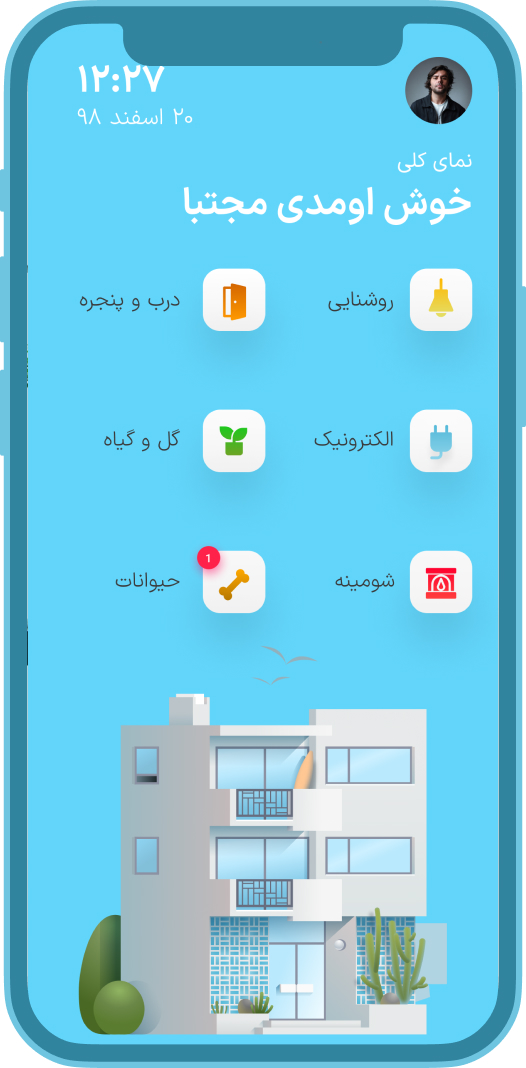 ۱۲:۲۷
۲۰ اسفند ۹۸
نمای کلی
خوش اومدی مجتبا
روشنایی
درب و پنجره
الکترونیک
گل و گیاه
شومینه
1
حیوانات